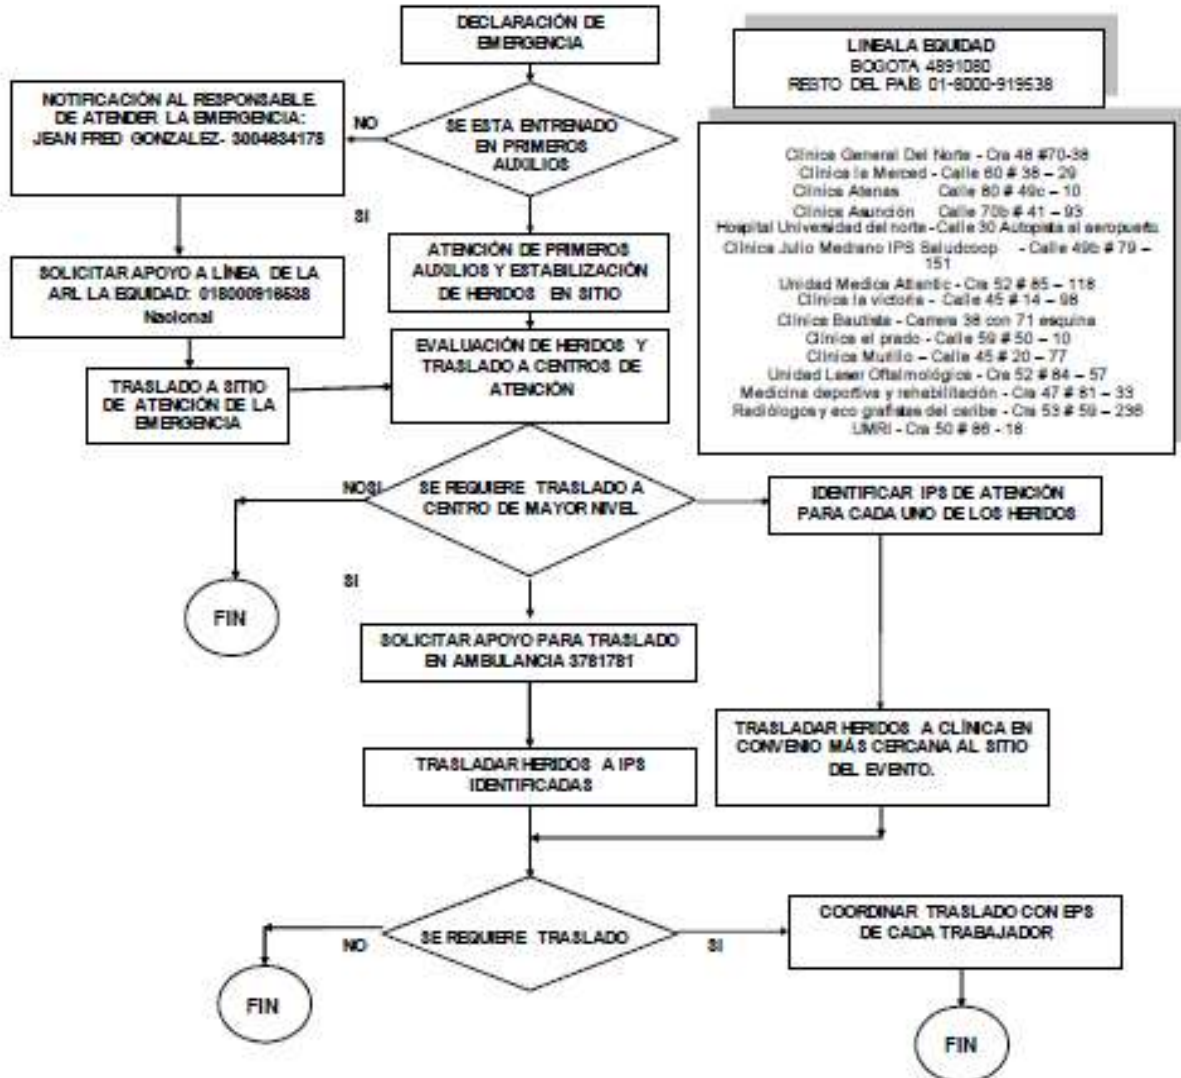 DECLARACIÓN DE
EMERGENCIA
LINEALA EQUIDAD
BOGOTA 4891080
RESTO DEL PAÍS 01-8000-919538
NOTIFICACIÓN AL RESPONSABLE
DE ATENDER LA EMERGENCIA:
JEAN FRED GONZALEZ- 3004634178
NO
SE ESTA ENTRENADO
EN PRIMEROS
AUXILIOS
Clínica General Del Norte - Cra 48 #70-38
Clínica la Merced - Calle 60 # 38 – 29
Clínica Atenas Calle 80 # 49c – 10
Clínica Asunción Calle 70b # 41 – 93
Hospital Universidad del norte - Calle 30 Autopista al aeropuerto.
Clínica Julio Medrano IPS Saludcoop - Calle 49b # 79 –
151
Unidad Medica Atlantic - Cra 52 # 85 – 118
Clínica la victoria - Calle 45 # 14 – 98
Clínica Bautista - Carrera 38 con 71 esquina
Clínica el prado - Calle 59 # 50 – 10
Clínica Murillo – Calle 45 # 20 – 77
Unidad Laser Oftalmológica - Cra 52 # 84 – 57
Medicina deportiva y rehabilitación - Cra 47 # 81 – 33
Radiólogos y eco grafistas del caribe - Cra 53 # 59 – 236
UMRI - Cra 50 # 86 - 18
SI
ATENCIÓN DE PRIMEROS
AUXILIOS Y ESTABILIZACIÓN
DE HERIDOS EN SITIO
SOLICITAR APOYO A LÍNEA DE LA
ARL LA EQUIDAD: 018000916538
Nacional
EVALUACIÓN DE HERIDOS Y
TRASLADO A CENTROS DE
ATENCIÓN
TRASLADO A SITIO
DE ATENCIÓN DE LA
EMERGENCIA
NOSI
SE REQUIERE TRASLADO A
CENTRO DE MAYOR NIVEL
IDENTIFICAR IPS DE ATENCIÓN
PARA CADA UNO DE LOS HERIDOS
SI
FIN
SOLICITAR APOYO PARA TRASLADO
EN AMBULANCIA 3781781
TRASLADAR HERIDOS A IPS
IDENTIFICADAS
TRASLADAR HERIDOS A CLÍNICA EN
CONVENIO MÁS CERCANA AL SITIO
DEL EVENTO.
NO
SE REQUIERE TRASLADO
SI
COORDINAR TRASLADO CON EPS
DE CADA TRABAJADOR
FIN
FIN